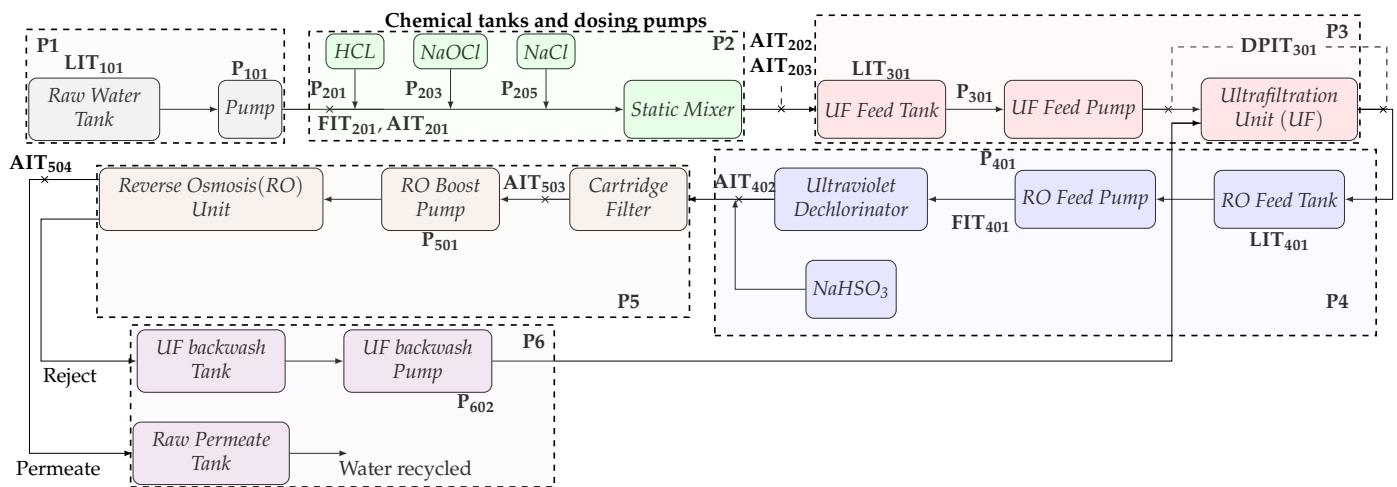 Chemical tanks and dosing pumps
P1
LIT101
P101
Raw Water
Tank
Pump
P2
HCL
NaOCl
NaCl
P201
P203
P205
FIT201, AIT201
Static Mixer
AIT202
AIT203
P3
DPIT301
LIT301
P301
UF Feed Tank
UF Feed Pump
Ultrafiltration
Unit (UF)
AIT504
Reverse Osmosis(RO)
Unit
RO Boost
Pump
P501
AIT503
Cartridge
Filter
P5
AIT402
Ultraviolet
Dechlorinator
P401
FIT401
RO Feed Pump
RO Feed Tank
LIT401
NaHSO3
P4
Reject
UF backwash
Tank
UF backwash
Pump
P6
P602
Permeate
Raw Permeate
Tank
Water recycled